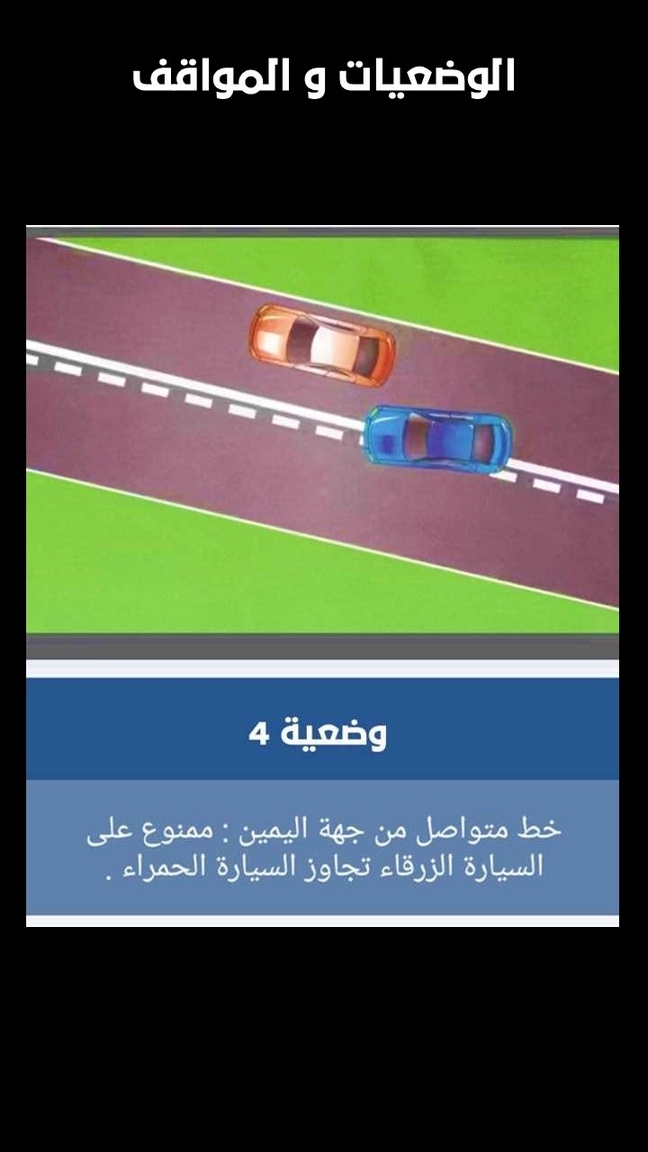 الوضعيات و المواقف
وضعية 4
خط متواصل من جهة اليمين : ممنوع على
السيارة الزرقاء تجاوز السيارة الحمراء .